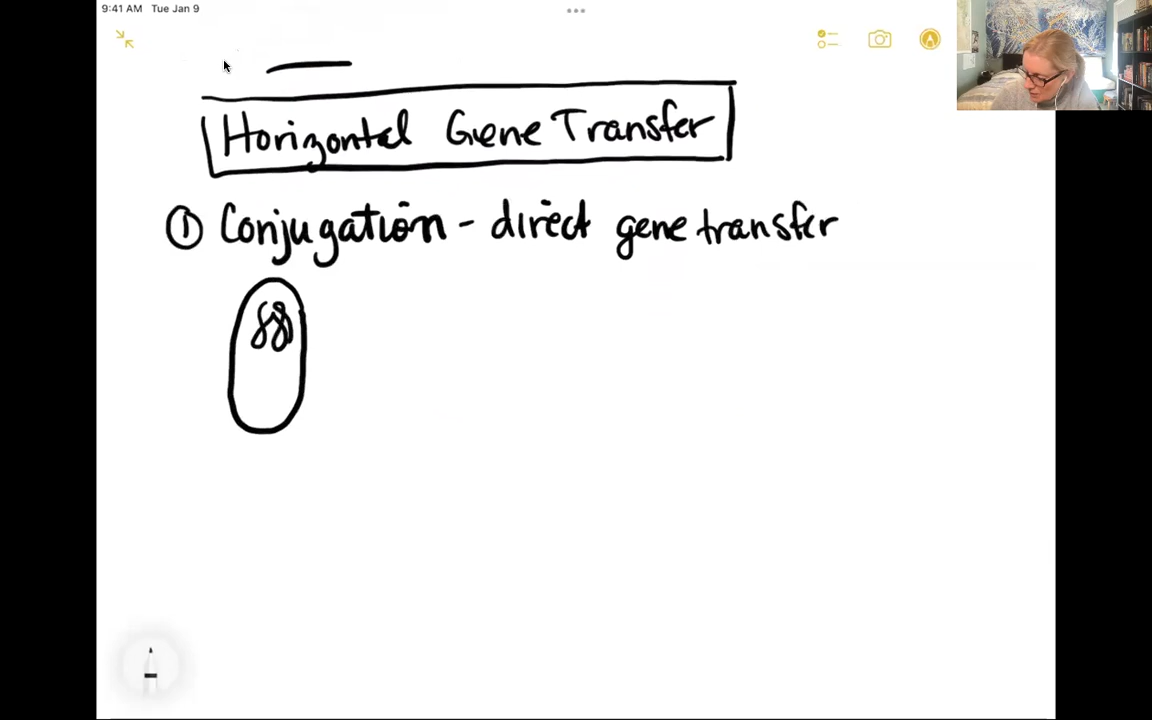 9:41 AM Tue Jan 9
Horizontal Gene Transfer
① Conjugation - direct gene transfer